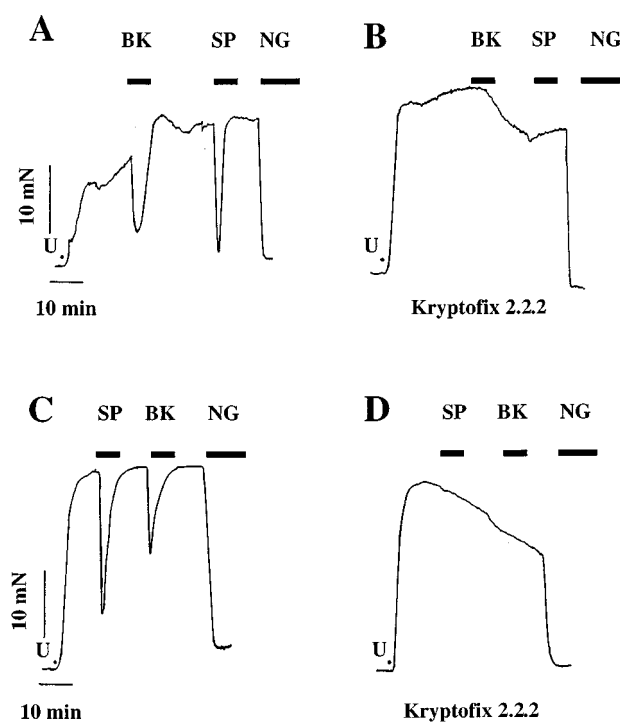 A
BK SP NG
B
BK SP NG
10 mN
U
10 min
U
Kryptofix 2.2.2
C
SP BK NG
D
SP BK NG
10 mN
U
10 min
U
Kryptofix 2.2.2